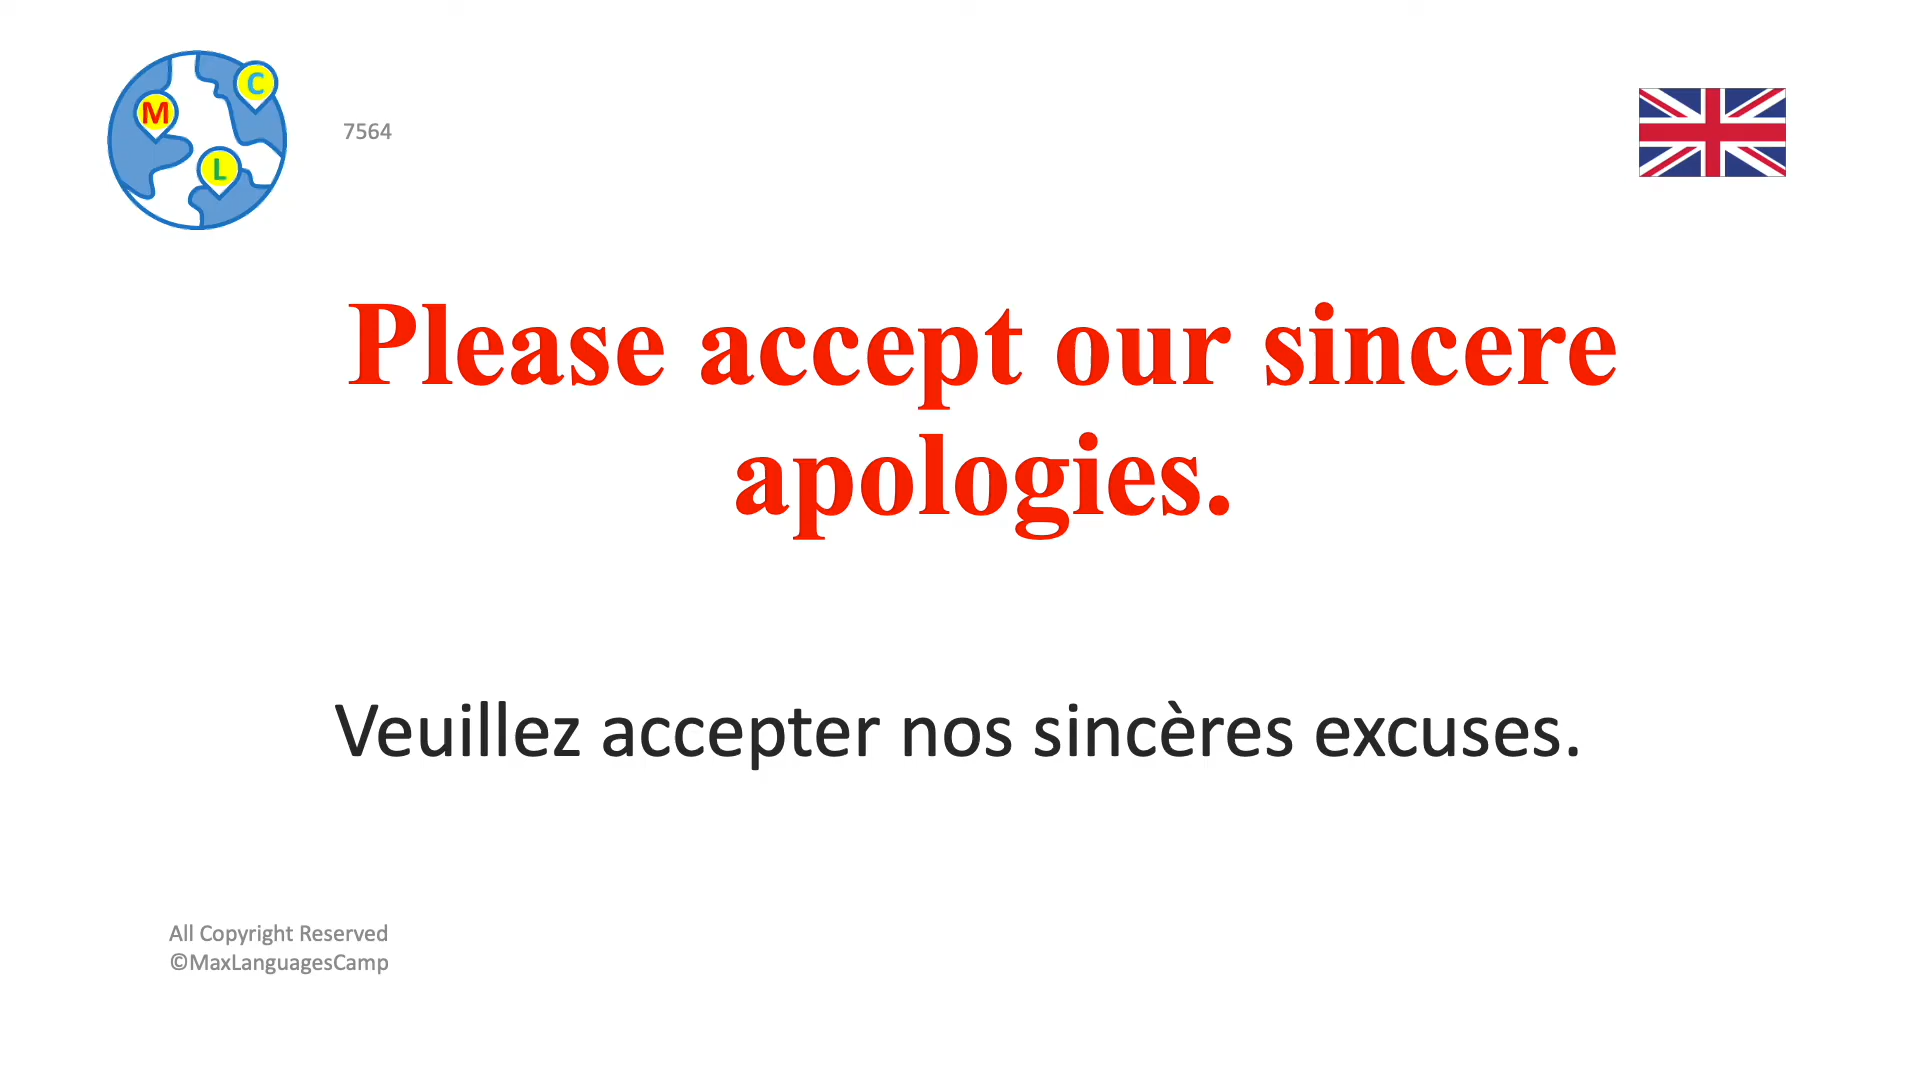 C
M
7564
L
Please accept our sincere
apologies.
Veuillez accepter nos sincères excuses.
All Copyright Reserved
©MaxLanguagesCamp